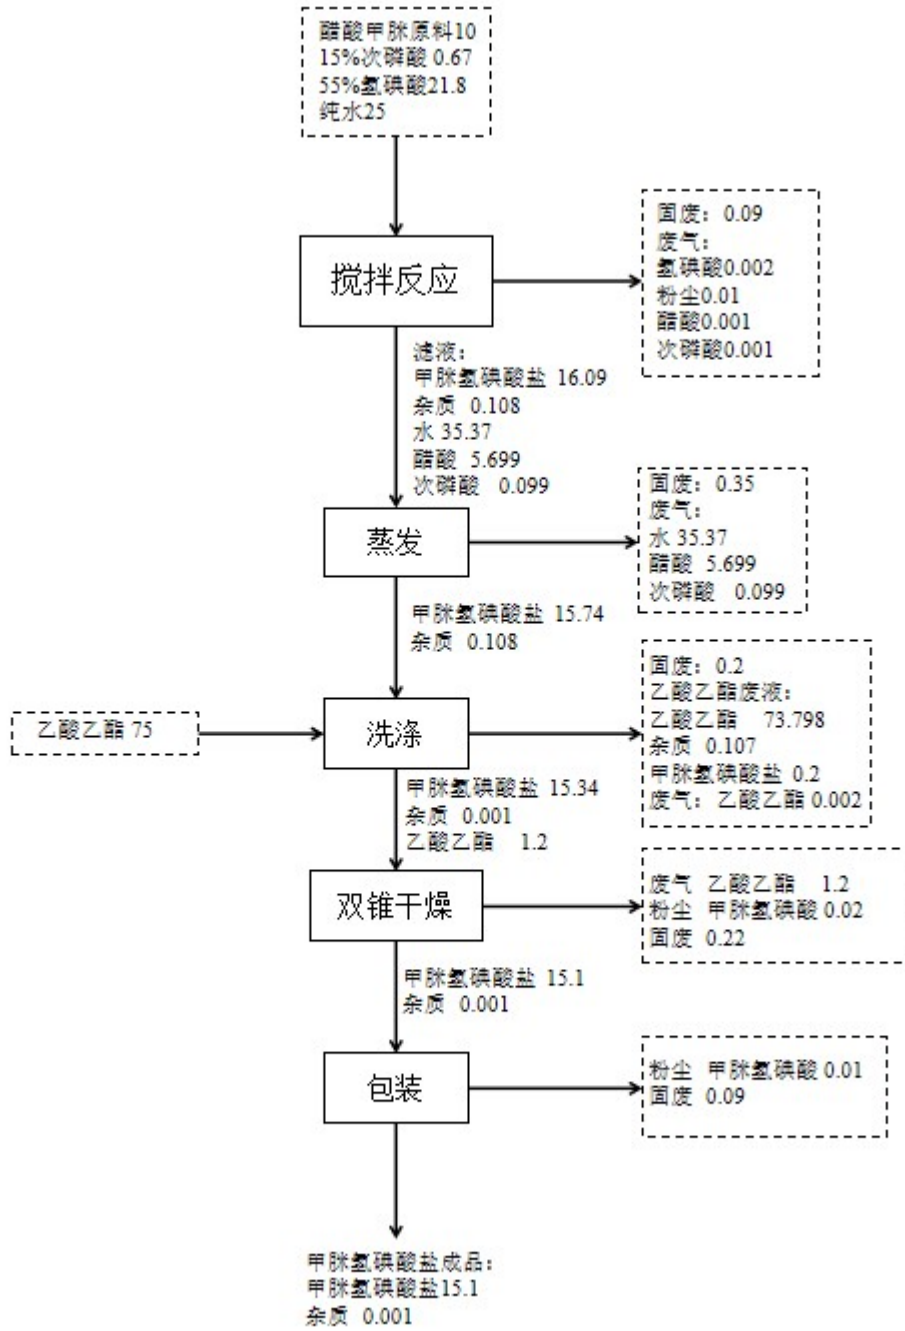 醋酸甲脒原料10
15%次磷酸 0.67
55%氢碘酸21.8
纯水25
搅拌反应
固废：0.09
废气：
氢碘酸0.002
粉尘0.01
醋酸0.001
次磷酸0.001
滤液：
甲脒氢碘酸盐 16.09
杂质 0.108
水 35.37
醋酸 5.699
次磷酸 0.099
蒸发
固废：0.35
废气：
水 35.37
醋酸 5.699
次磷酸 0.099
甲脒氢碘酸盐 15.74
杂质 0.108
乙酸乙酯 75
洗涤
固废：0.2
乙酸乙酯废液：
乙酸乙酯 73.798
杂质 0.107
甲脒氢碘酸盐 0.2
废气：乙酸乙酯 0.002
甲脒氢碘酸盐 15.34
杂质 0.001
乙酸乙酯 1.2
双锥干燥
废气 乙酸乙酯 1.2
粉尘 甲脒氢碘酸 0.02
固废 0.22
甲脒氢碘酸盐 15.1
杂质 0.001
包装
粉尘 甲脒氢碘酸 0.01
固废 0.09
甲脒氢碘酸盐成品：
甲脒氢碘酸盐15.1
杂质 0.001